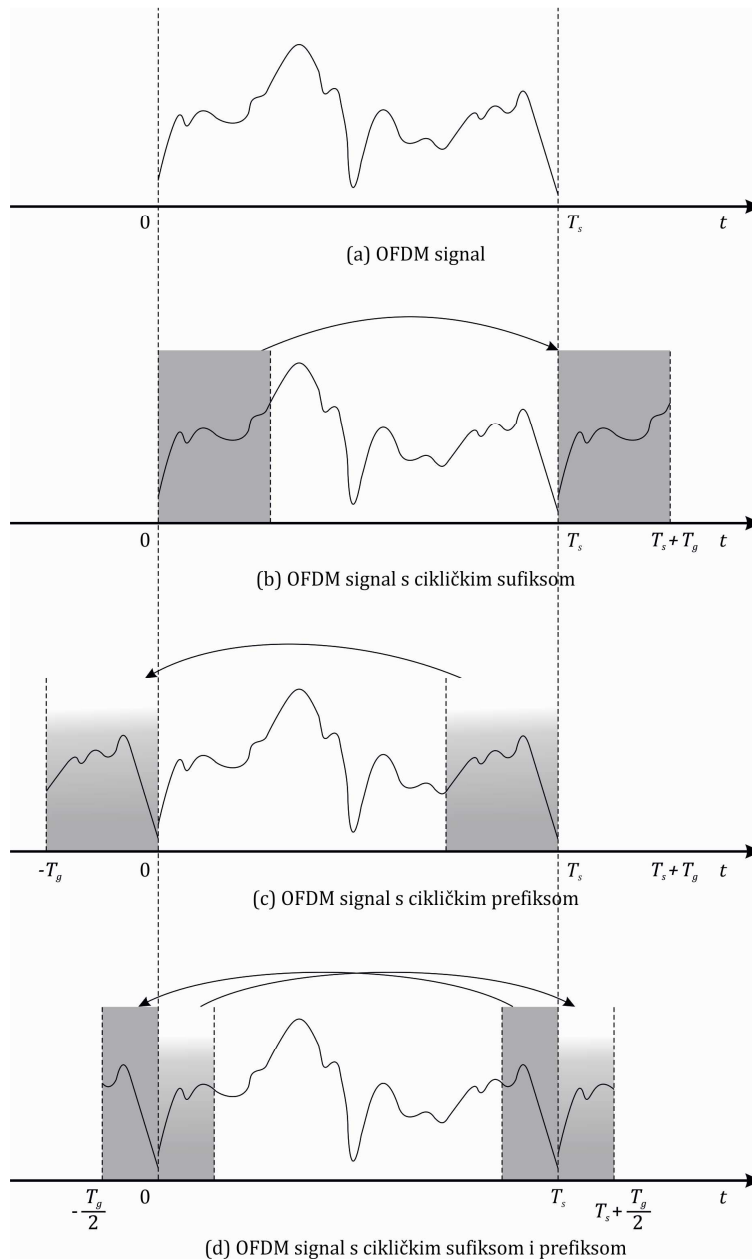 0 T_s t
(a) OFDM signal
0 T_s T_s + T_g t
(b) OFDM signal s cikličkim sufiksom
-T_g 0 T_s T_s + T_g t
(c) OFDM signal s cikličkim prefiksom
-T_g/2 0 T_s T_s + T_g/2 t
(d) OFDM signal s cikličkim sufiksom i prefiksom